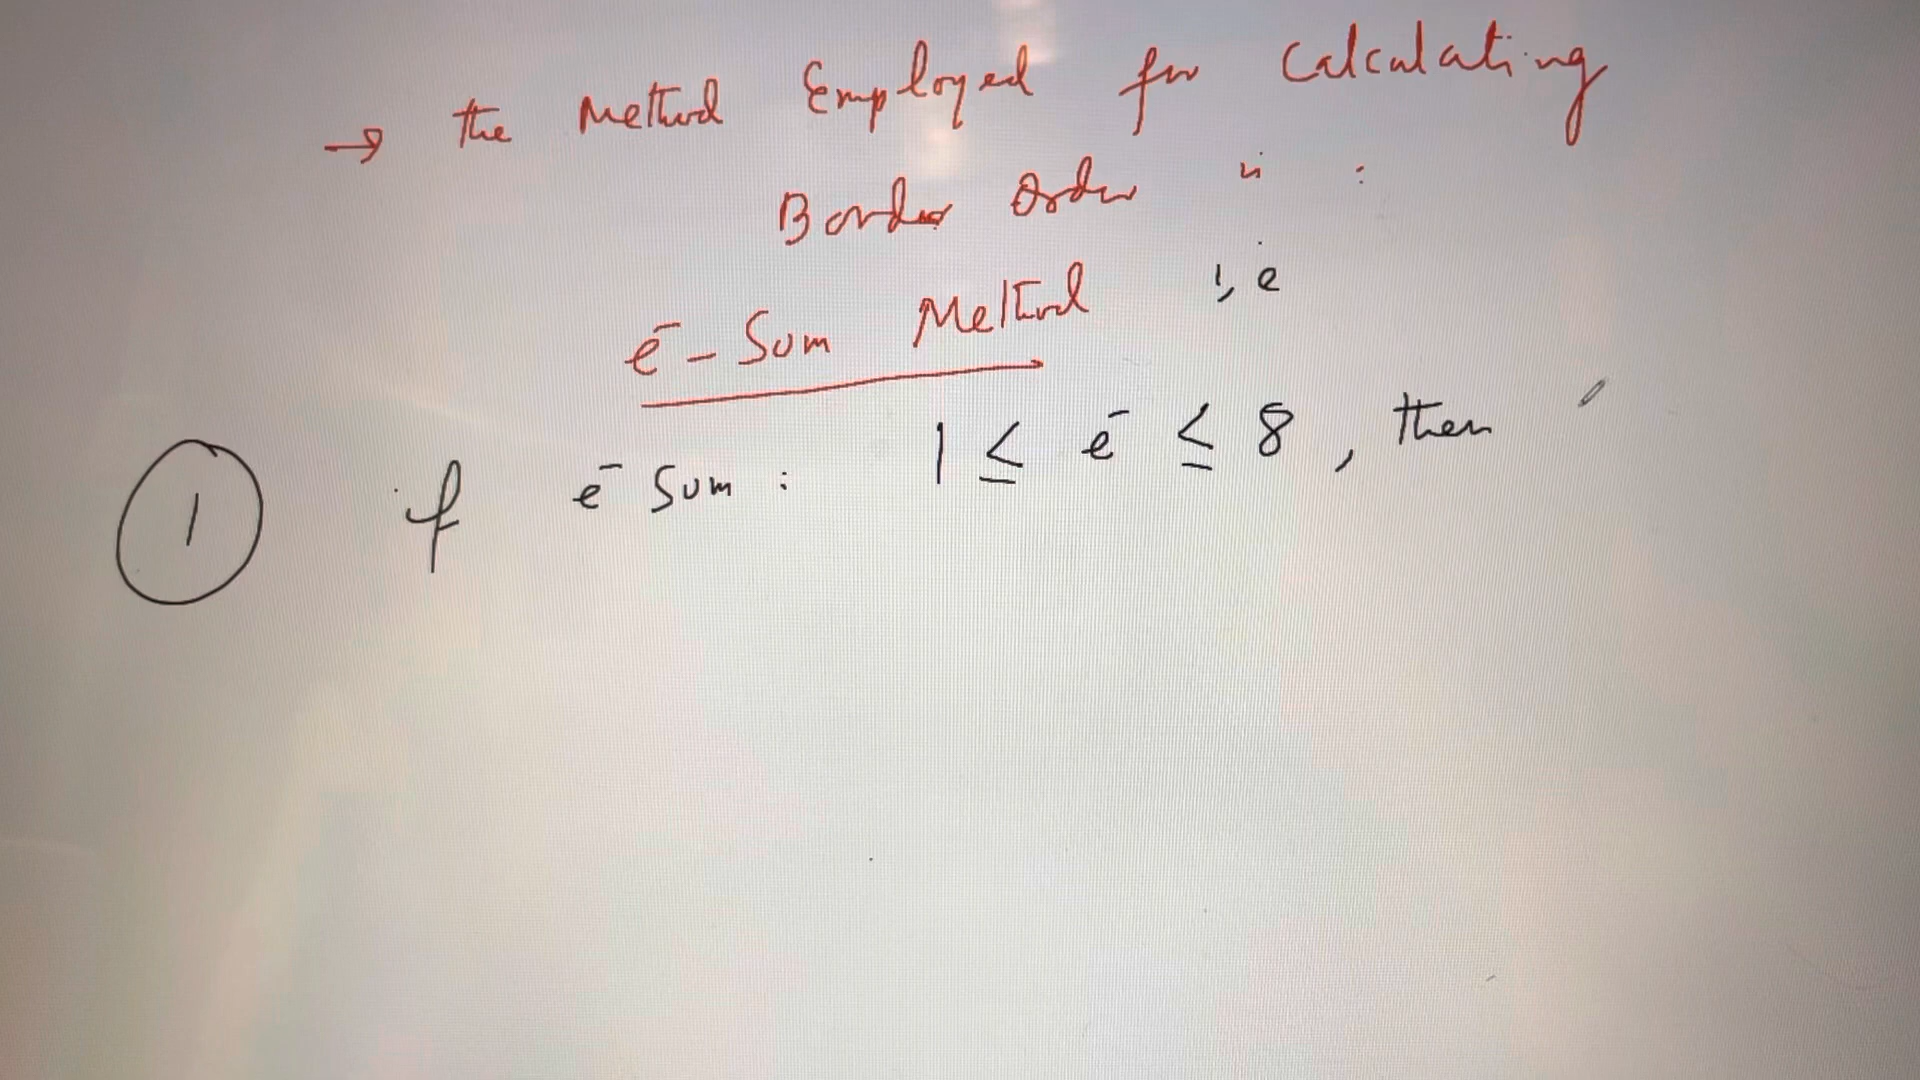 → the Method Employed for Calculating
Border Order is :
e⁻ - Sum Method i, e
① if e⁻ Sum : 1 ≤ e⁻ ≤ 8 , then